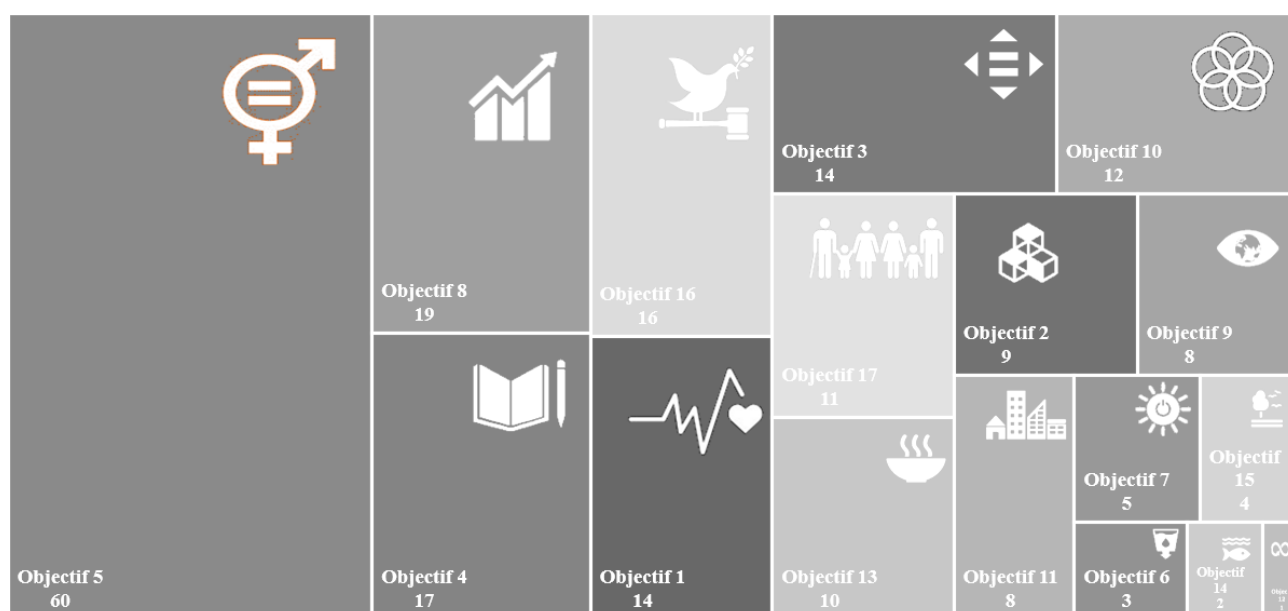 Objectif 5
60
Objectif 8
19
Objectif 4
17
Objectif 16
16
Objectif 1
14
Objectif 3
14
Objectif 10
12
Objectif 17
11
Objectif 13
10
Objectif 2
9
Objectif 9
8
Objectif 11
8
Objectif 7
5
Objectif
15
4
Objectif 6
3
Objectif
14
2